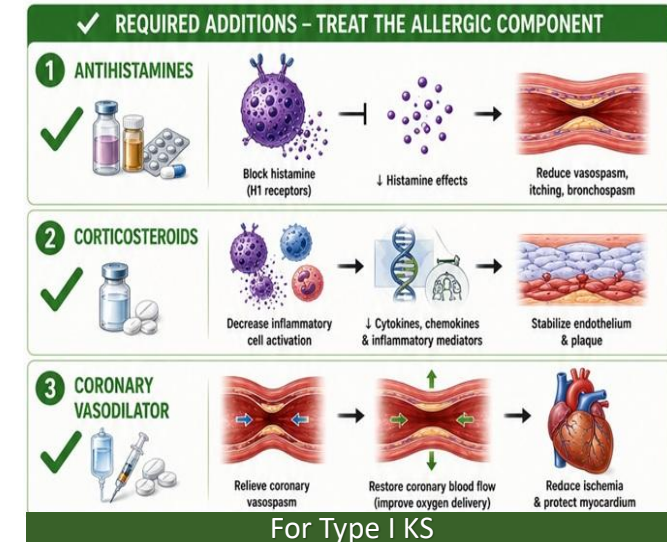 ✓ REQUIRED ADDITIONS – TREAT THE ALLERGIC COMPONENT
1 ANTIHISTAMINES
Block histamine
(H1 receptors)
↓ Histamine effects
Reduce vasospasm,
itching, bronchospasm
2 CORTICOSTEROIDS
Decrease inflammatory
cell activation
↓ Cytokines, chemokines
& inflammatory mediators
Stabilize endothelium
& plaque
3 CORONARY
VASODILATOR
Relieve coronary
vasospasm
Restore coronary blood flow
(improve oxygen delivery)
Reduce ischemia
& protect myocardium
For Type I KS